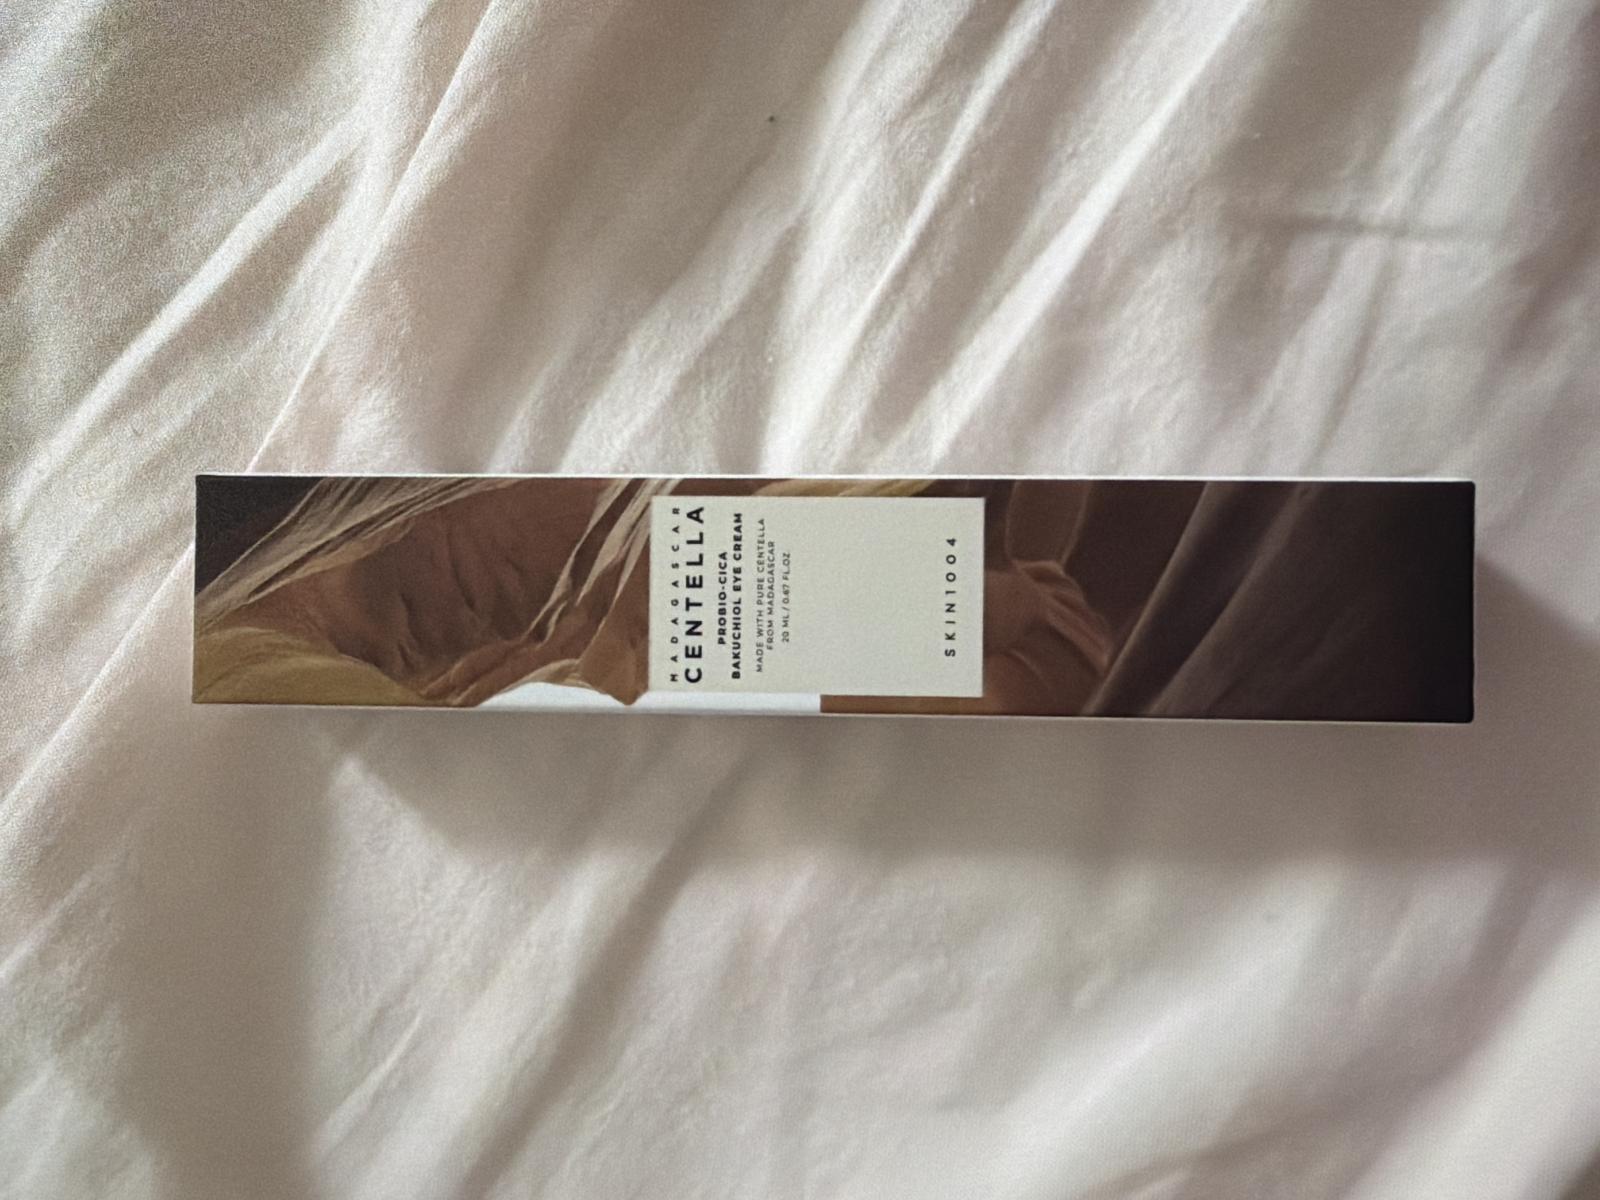 MADAGASCAR
CENTELLA
PROBIO-CICA
BAKUCHIOL EYE CREAM
MADE WITH PURE CENTELLA
FROM MADAGASCAR
20 ML / 0.67 FL.OZ
SKIN1004